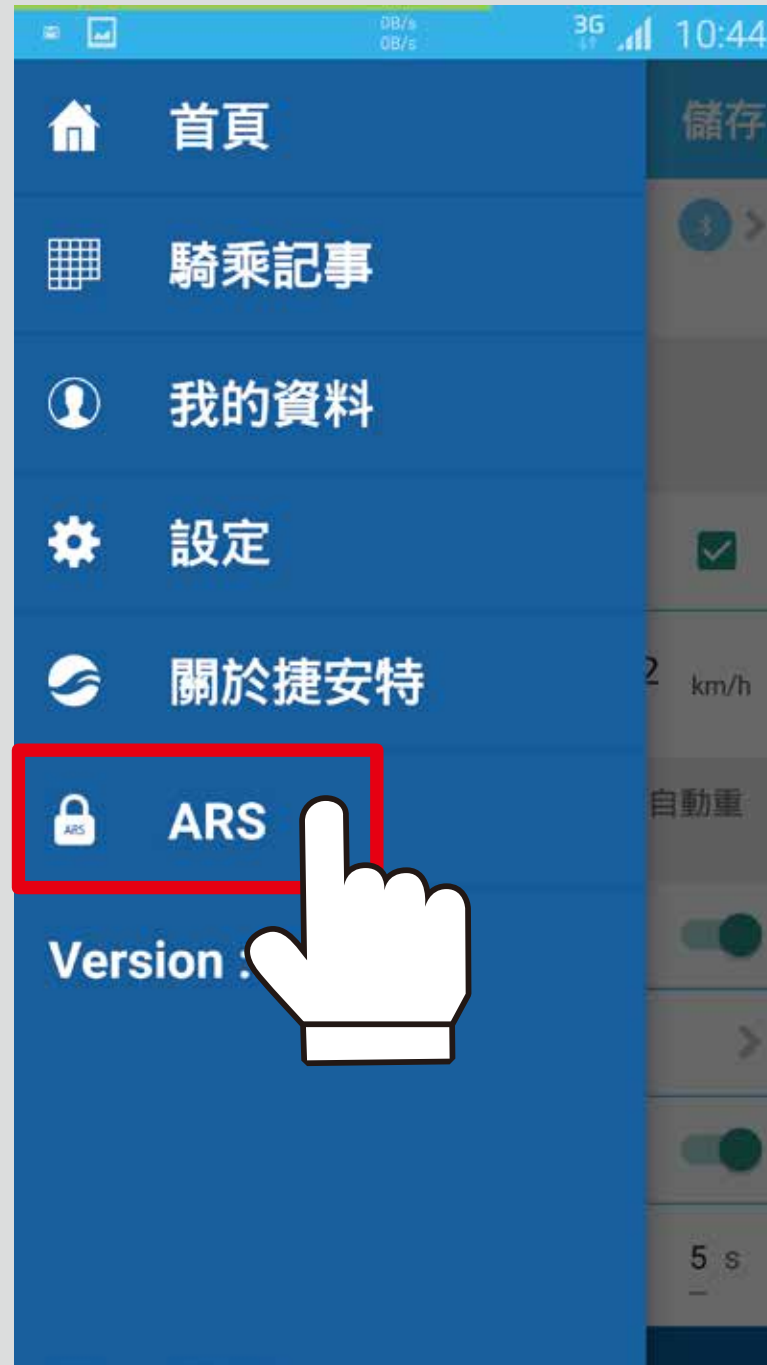 0B/s
0B/s
3G
10:44
首頁
儲存
騎乘記事
我的資料
設定
關於捷安特
2 km/h
ARS
ARS
自動重
Version :
5 s